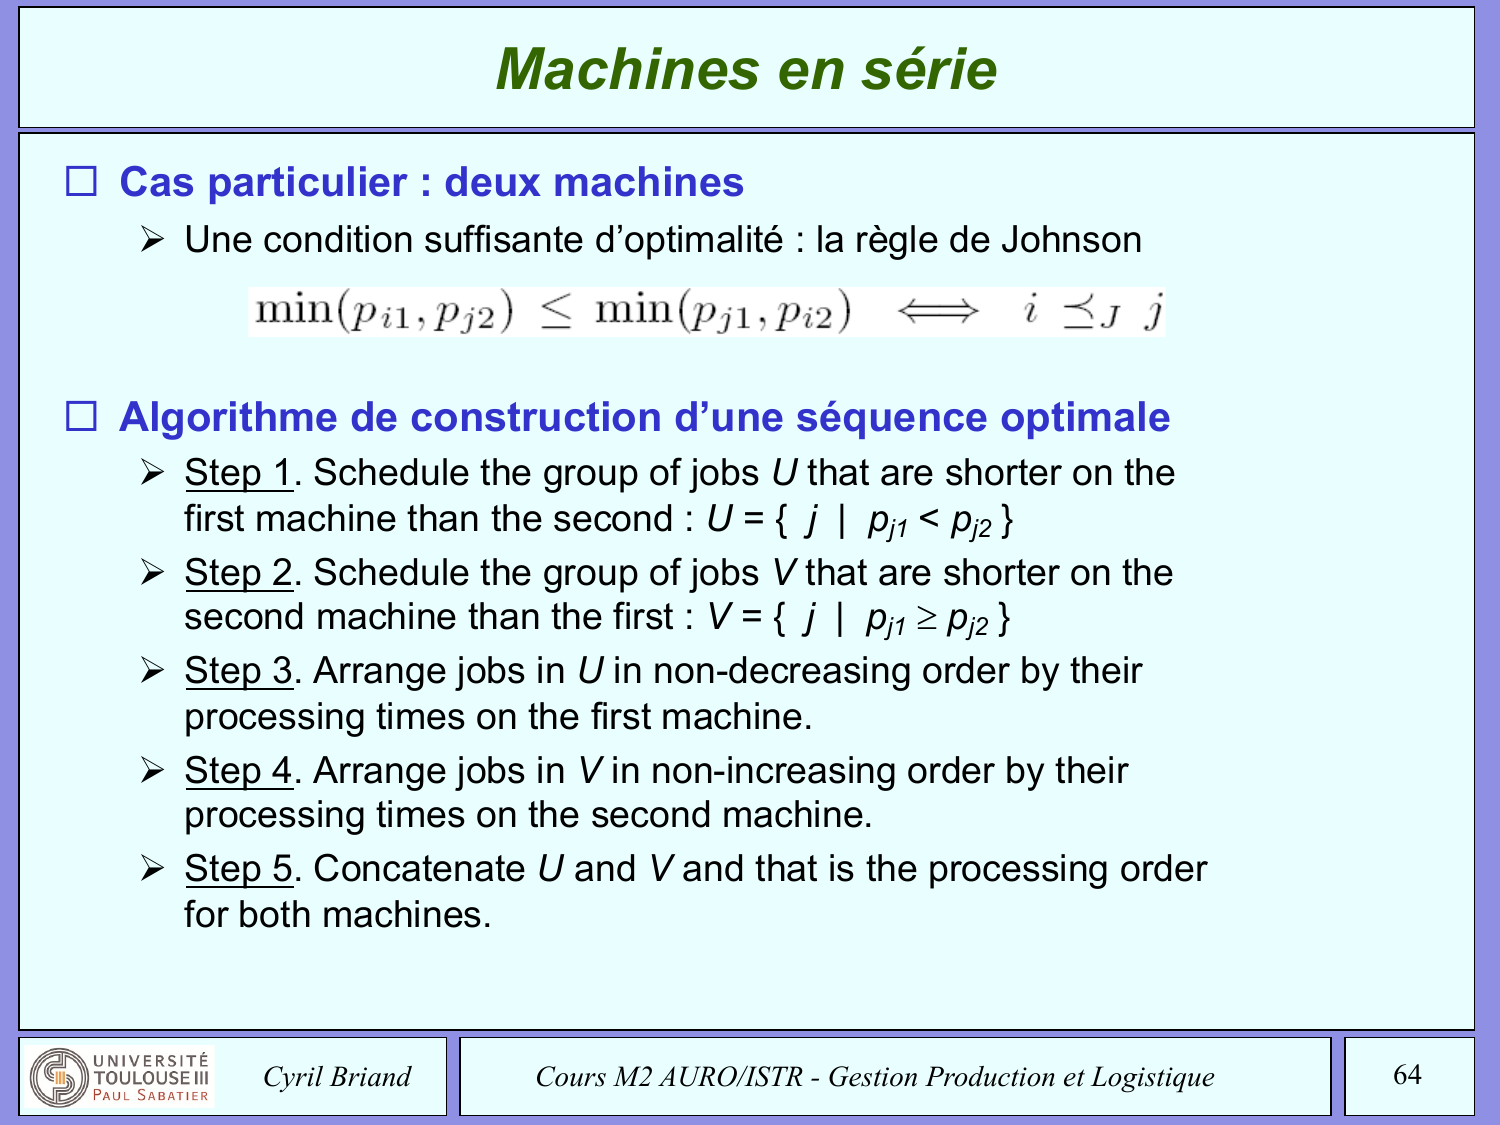 Machines en série
Cas particulier : deux machines
Une condition suffisante d’optimalité : la règle de Johnson
min(p_{i1}, p_{j2}) ≤ min(p_{j1}, p_{i2}) ⟺ i ⪯_J j
Algorithme de construction d’une séquence optimale
Step 1. Schedule the group of jobs U that are shorter on the
first machine than the second : U = { j | p_{j1} < p_{j2} }
Step 2. Schedule the group of jobs V that are shorter on the
second machine than the first : V = { j | p_{j1} ≥ p_{j2} }
Step 3. Arrange jobs in U in non-decreasing order by their
processing times on the first machine.
Step 4. Arrange jobs in V in non-increasing order by their
processing times on the second machine.
Step 5. Concatenate U and V and that is the processing order
for both machines.
UNIVERSITÉ
TOULOUSE III
PAUL SABATIER
Cyril Briand
Cours M2 AURO/ISTR - Gestion Production et Logistique
64